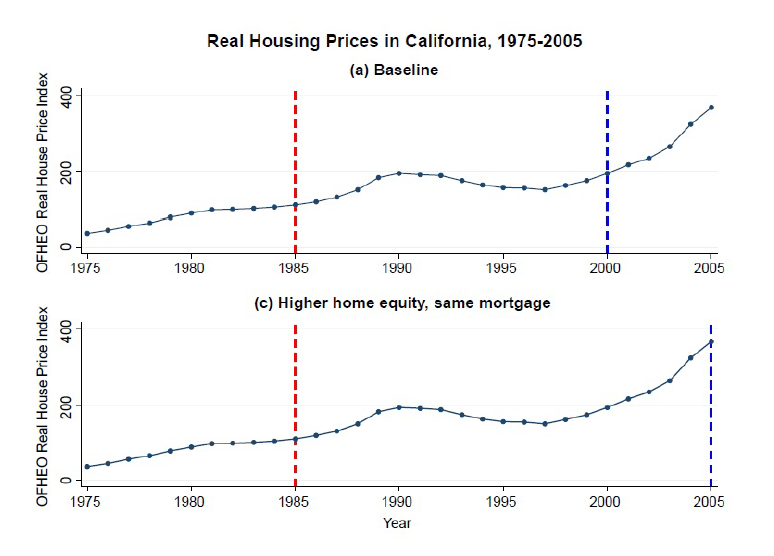 Real Housing Prices in California, 1975-2005
(a) Baseline
OFHEO Real House Price Index
400
200
0
1975 1980 1985 1990 1995 2000 2005
(c) Higher home equity, same mortgage
OFHEO Real House Price Index
400
200
0
1975 1980 1985 1990 1995 2000 2005
Year